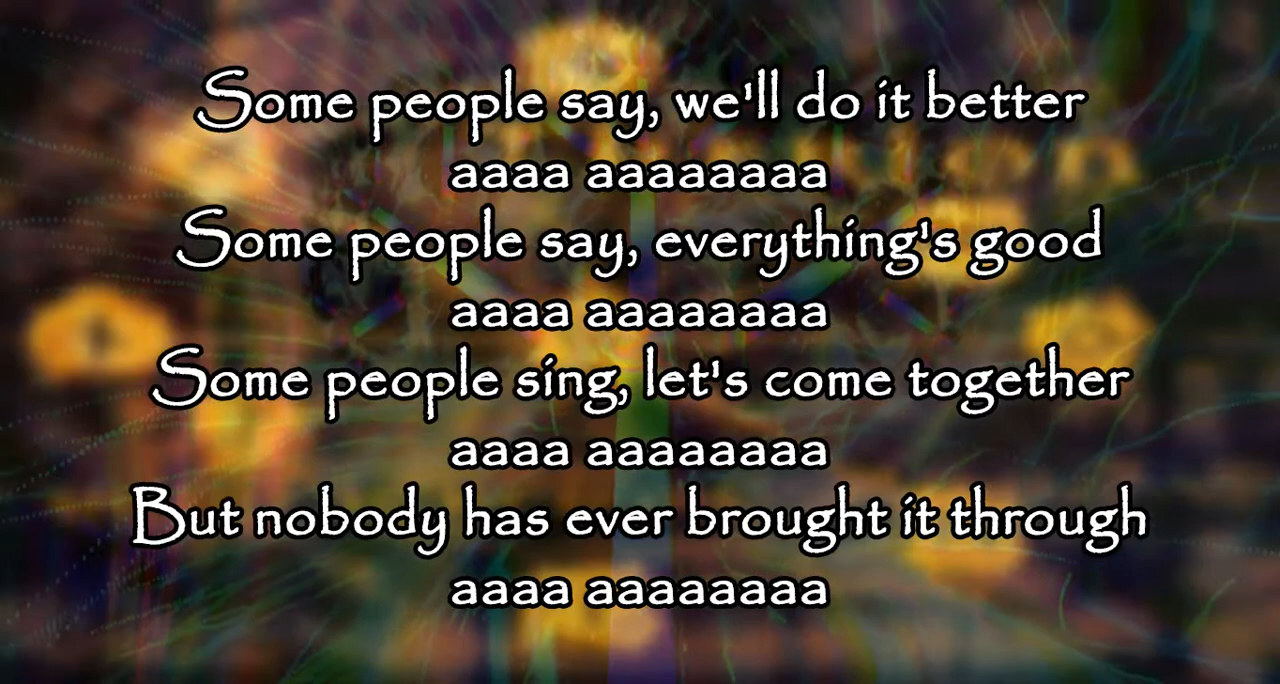 Some people say, we'll do it better
aaaa aaaaaaaa
Some people say, everything's good
aaaa aaaaaaaa
Some people sing, let's come together
aaaa aaaaaaaa
But nobody has ever brought it through
aaaa aaaaaaaa